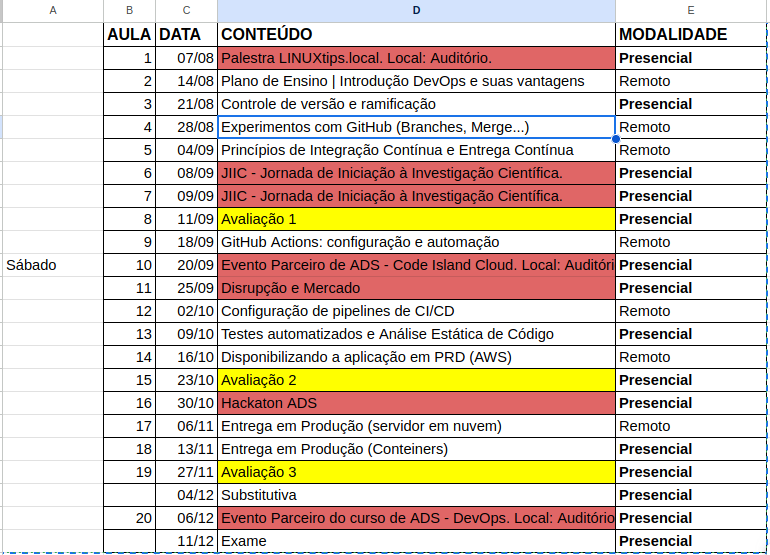 A B C D E
AULA DATA CONTEÚDO MODALIDADE
1 07/08 Palestra LINUXtips.local. Local: Auditório. Presencial
2 14/08 Plano de Ensino | Introdução DevOps e suas vantagens Remoto
3 21/08 Controle de versão e ramificação Presencial
4 28/08 Experimentos com GitHub (Branches, Merge...) Remoto
5 04/09 Princípios de Integração Contínua e Entrega Contínua Remoto
6 08/09 JIIC - Jornada de Iniciação à Investigação Científica. Presencial
7 09/09 JIIC - Jornada de Iniciação à Investigação Científica. Presencial
8 11/09 Avaliação 1 Presencial
9 18/09 GitHub Actions: configuração e automação Remoto
Sábado 10 20/09 Evento Parceiro de ADS - Code Island Cloud. Local: Auditóri Presencial
11 25/09 Disrupção e Mercado Presencial
12 02/10 Configuração de pipelines de CI/CD Remoto
13 09/10 Testes automatizados e Análise Estática de Código Presencial
14 16/10 Disponibilizando a aplicação em PRD (AWS) Remoto
15 23/10 Avaliação 2 Presencial
16 30/10 Hackaton ADS Presencial
17 06/11 Entrega em Produção (servidor em nuvem) Remoto
18 13/11 Entrega em Produção (Conteiners) Presencial
19 27/11 Avaliação 3 Presencial
04/12 Substitutiva Presencial
20 06/12 Evento Parceiro do curso de ADS - DevOps. Local: Auditório Presencial
11/12 Exame Presencial